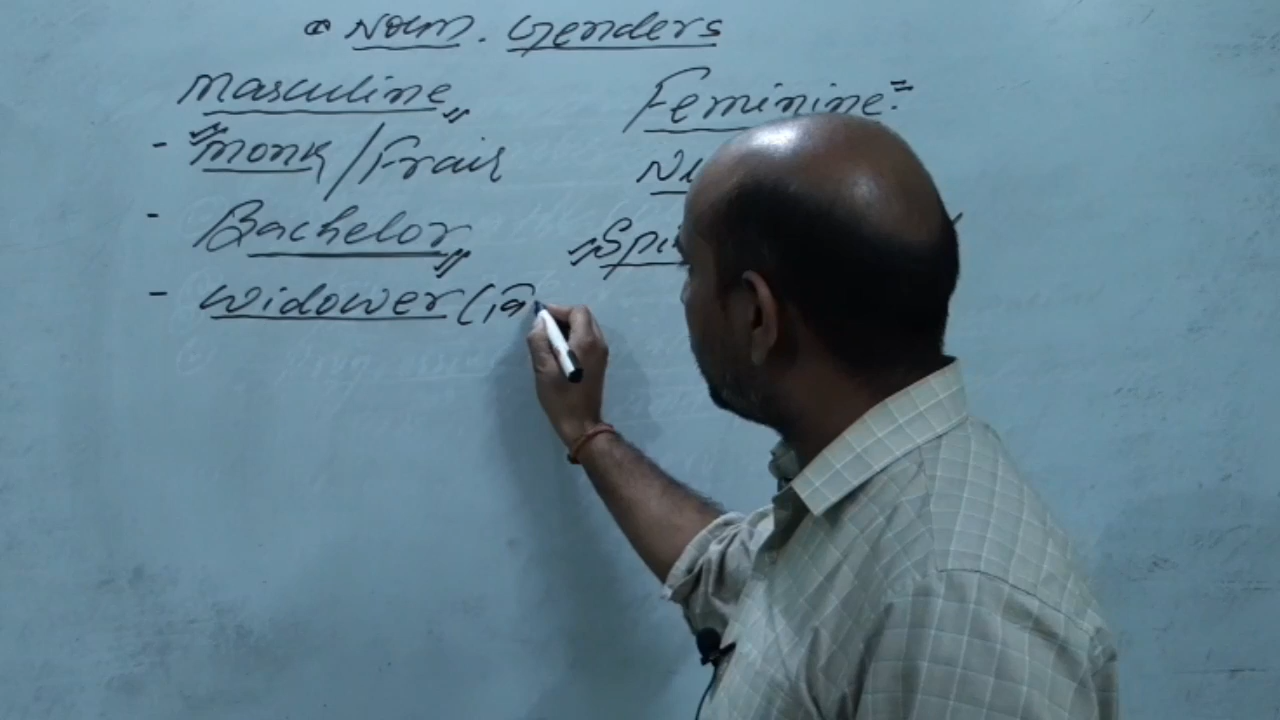 Noun. Genders
Masculine Feminine
- Monk/Frair
- Bachelor
- Widower (